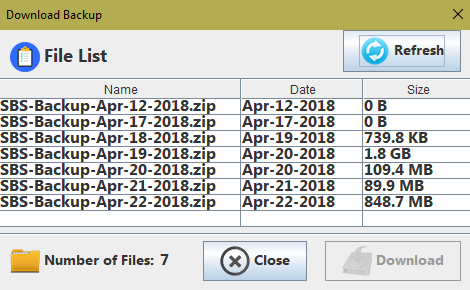 Download Backup
File List
Refresh
Name Date Size
SBS-Backup-Apr-12-2018.zip Apr-12-2018 0 B
SBS-Backup-Apr-17-2018.zip Apr-17-2018 0 B
SBS-Backup-Apr-18-2018.zip Apr-19-2018 739.8 KB
SBS-Backup-Apr-19-2018.zip Apr-20-2018 1.8 GB
SBS-Backup-Apr-20-2018.zip Apr-20-2018 109.4 MB
SBS-Backup-Apr-21-2018.zip Apr-21-2018 89.9 MB
SBS-Backup-Apr-22-2018.zip Apr-22-2018 848.7 MB
Number of Files: 7
Close
Download